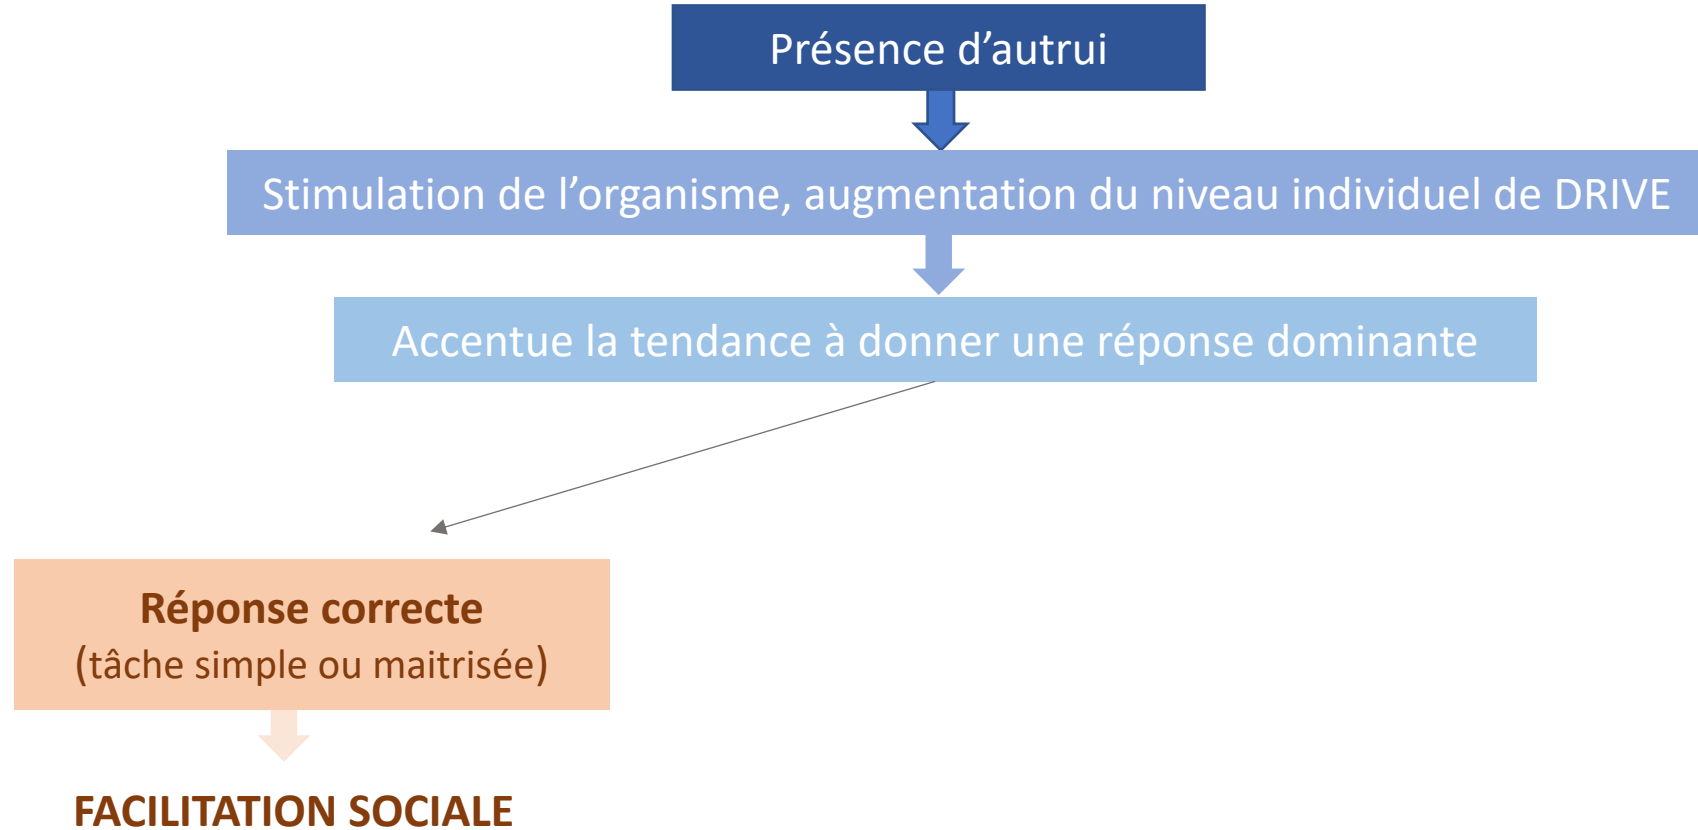 Présence d’autrui
Stimulation de l’organisme, augmentation du niveau individuel de DRIVE
Accentue la tendance à donner une réponse dominante
Réponse correcte
(tâche simple ou maitrisée)
FACILITATION SOCIALE